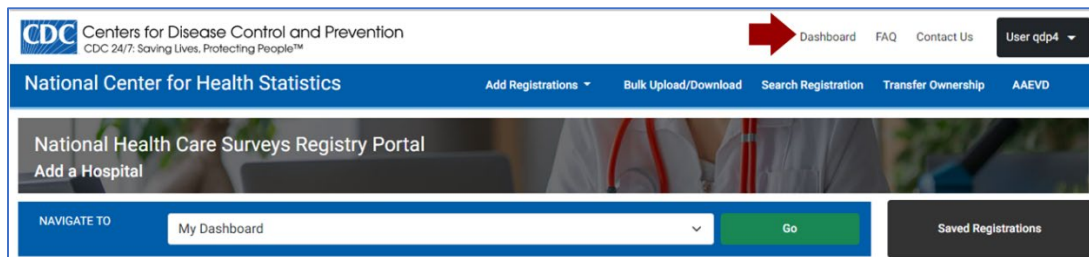 CDC Centers for Disease Control and Prevention
CDC 24/7: Saving Lives, Protecting People™
Dashboard FAQ Contact Us User qdp4
National Center for Health Statistics Add Registrations Bulk Upload/Download Search Registration Transfer Ownership AAEVD
National Health Care Surveys Registry Portal
Add a Hospital
NAVIGATE TO My Dashboard Go Saved Registrations